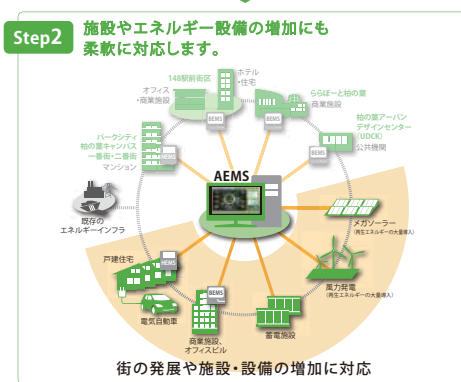 Step2
施設やエネルギー設備の増加にも
柔軟に対応します。
148駅前街区
ホテル
・住宅
オフィス
・商業施設
BEMS
BEMS
ららぽーと柏の葉
商業施設
パークシティ
柏の葉キャンパス
一番街・二番街
マンション
HEMS
柏の葉アーバン
デザインセンター
(UDCK)
公共機関
BEMS
AEMS
既存の
エネルギーインフラ
メガソーラー
(再生エネルギーの大量導入)
戸建住宅
HEMS
電気自動車
BEMS
商業施設、
オフィスビル
蓄電施設
風力発電
(再生エネルギーの大量導入)
街の発展や施設・設備の増加に対応